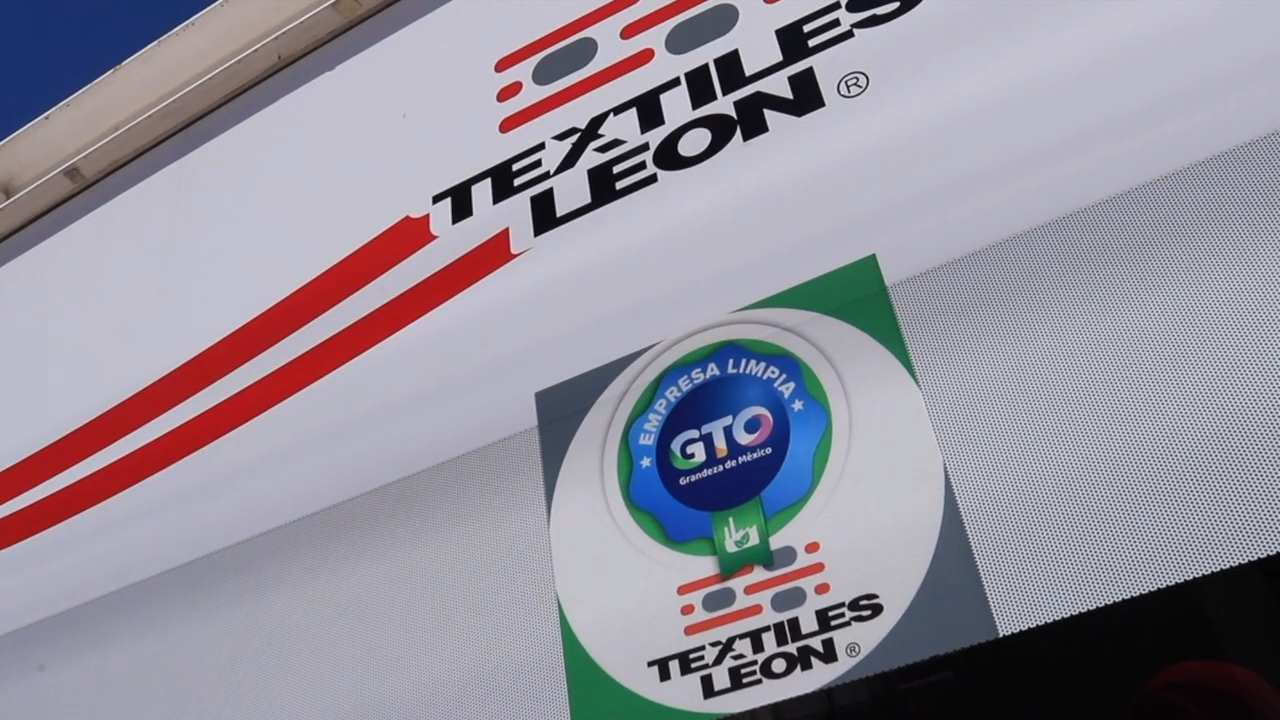 TEXTILES
LEON ®
EMPRESA LIMPIA
GTO
Grandeza de México
TEXTILES
LEON ®